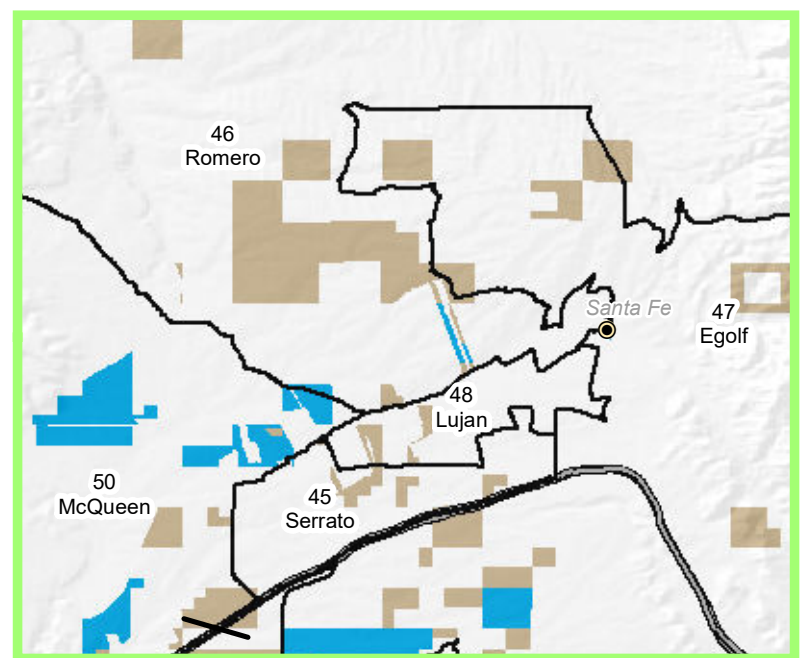 46
Romero
Santa Fe
47
Egolf
48
Lujan
50
McQueen
45
Serrato